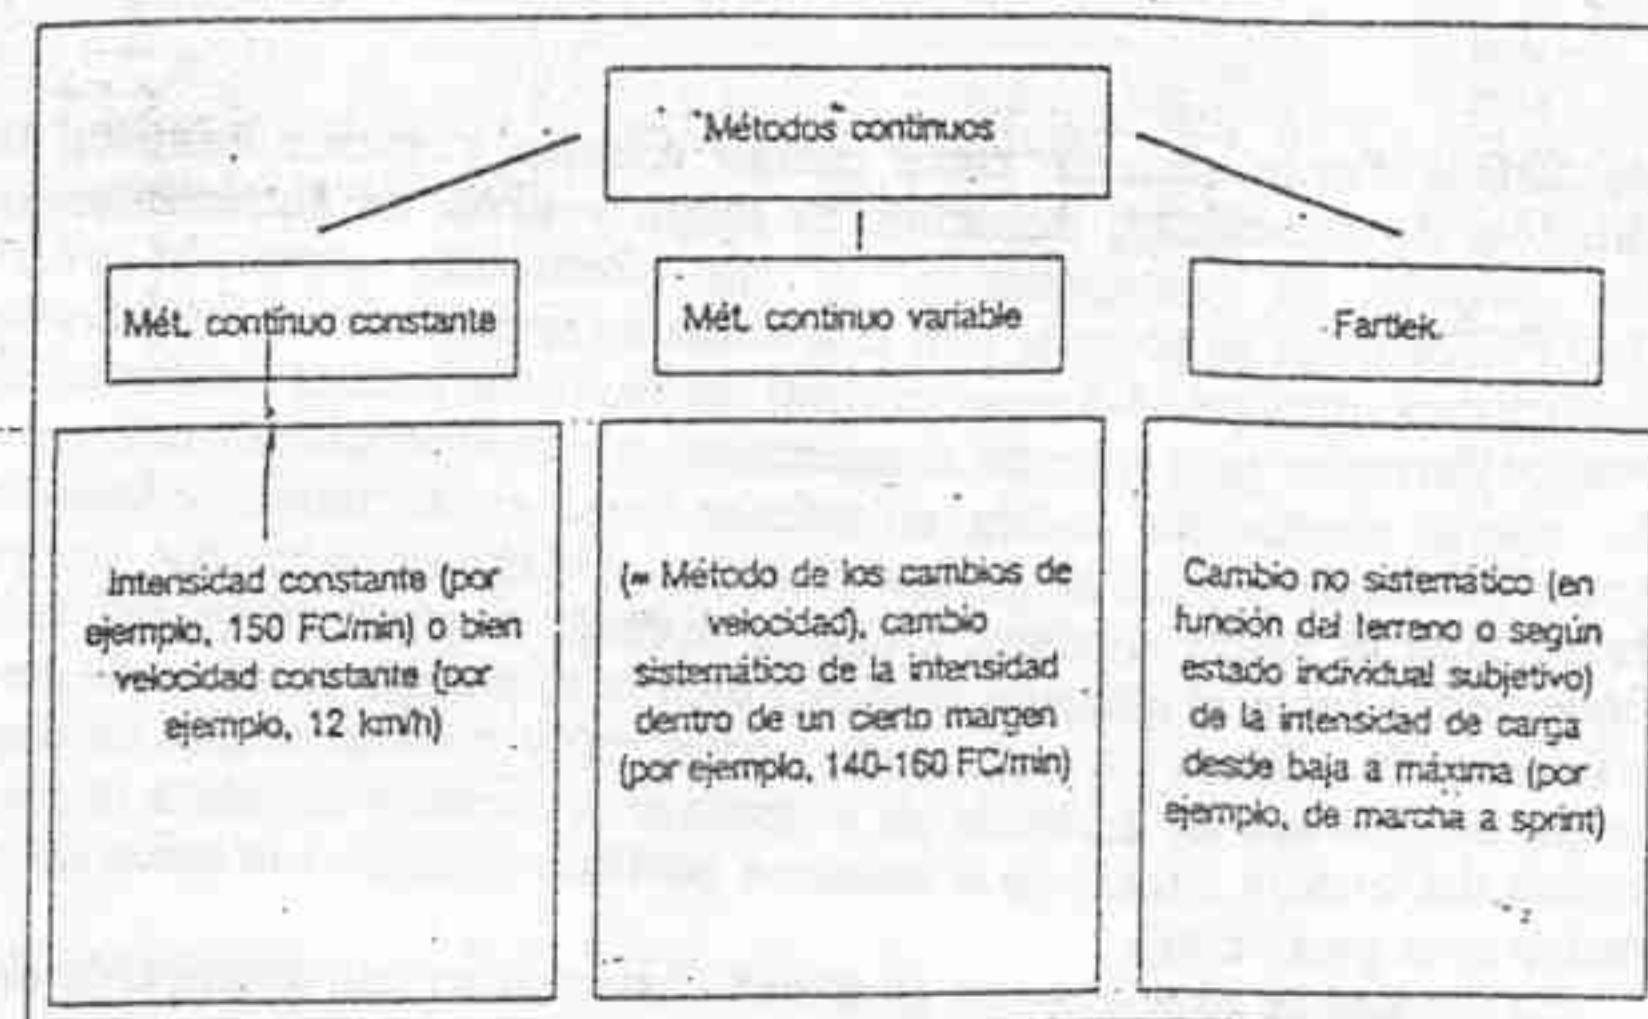 Métodos continuos
Mét. contínuo constante
Mét. continuo variable
Fartlek
Intensidad constante (por
ejemplo, 150 FC/min) o bien
velocidad constante (por
ejemplo, 12 km/h)
(= Método de los cambios de
velocidad), cambio
sistemático de la intensidad
dentro de un cierto margen
(por ejemplo, 140-160 FC/min)
Cambio no sistemático (en
función del terreno o según
estado individual subjetivo)
de la intensidad de carga
desde baja a máxima (por
ejemplo, de marcha a sprint)